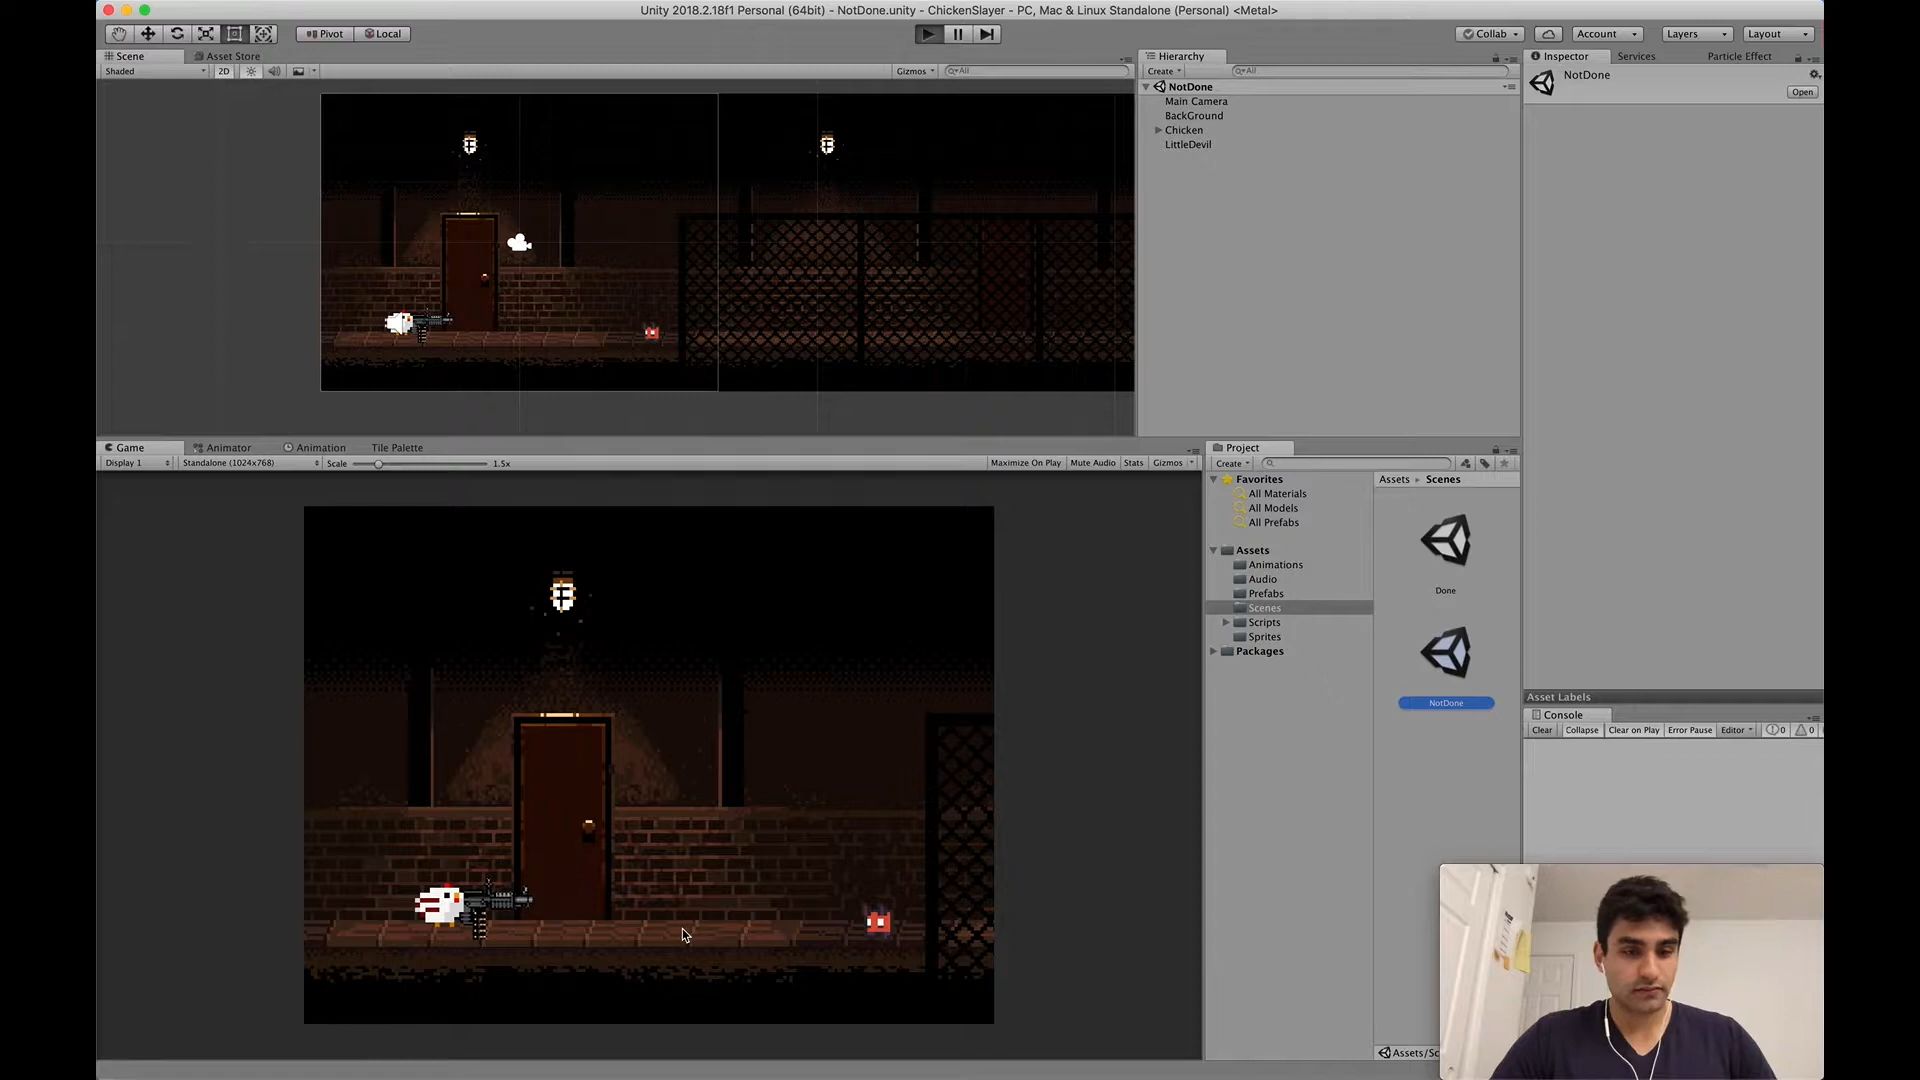 Unity 2018.2.18f1 Personal (64bit) - NotDone.unity - ChickenSlayer - PC, Mac & Linux Standalone (Personal) <Metal>
Pivot Local Collab Account Layers Layout
Scene Asset Store
Shaded 2D Gizmos All
Hierarchy
Create All
NotDone
Main Camera
BackGround
Chicken
LittleDevil
Inspector Services Particle Effect
NotDone
Open
Game Animator Animation Tile Palette
Display 1 Standalone (1024x768) Scale 1.5x Maximize On Play Mute Audio Stats Gizmos
Project
Create
Favorites
All Materials
All Models
All Prefabs
Assets
Animations
Audio
Prefabs
Scenes
Scripts
Sprites
Packages
Assets Scenes
Done
NotDone
Assets/Sc
Asset Labels
Console
Clear Collapse Clear on Play Error Pause Editor 0 0